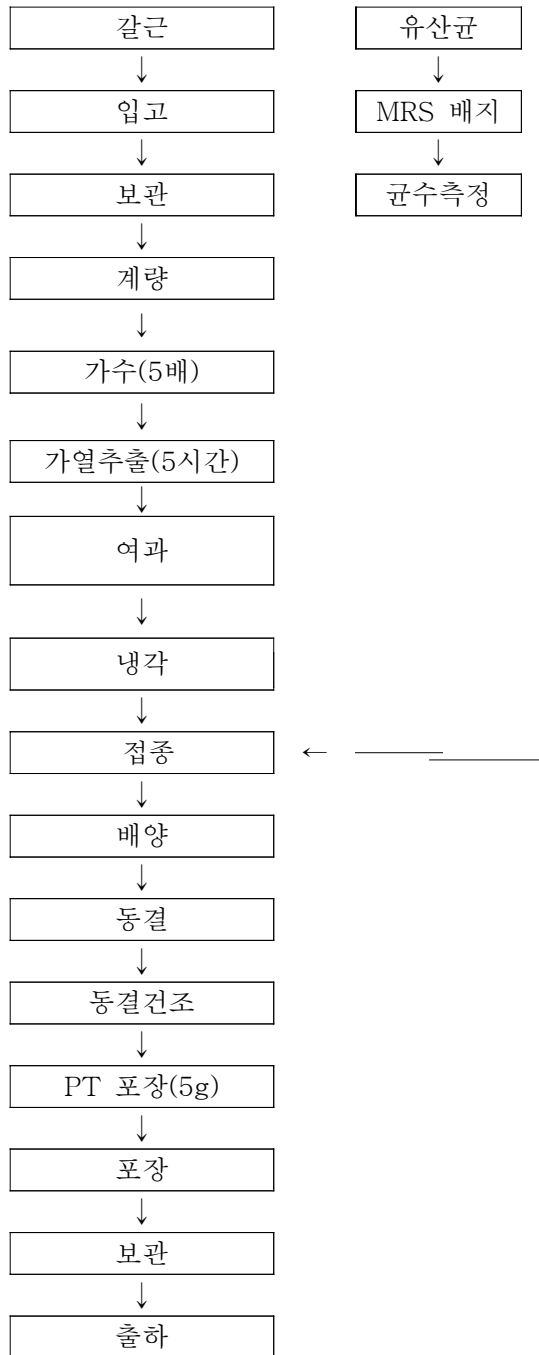 갈근 유산균
↓ ↓
입고 MRS 배지
↓ ↓
보관 균수측정
↓
계량
↓
가수(5배)
↓
가열추출(5시간)
↓
여과
↓
냉각
↓
접종 ←
↓
배양
↓
동결
↓
동결건조
↓
PT 포장(5g)
↓
포장
↓
보관
↓
출하